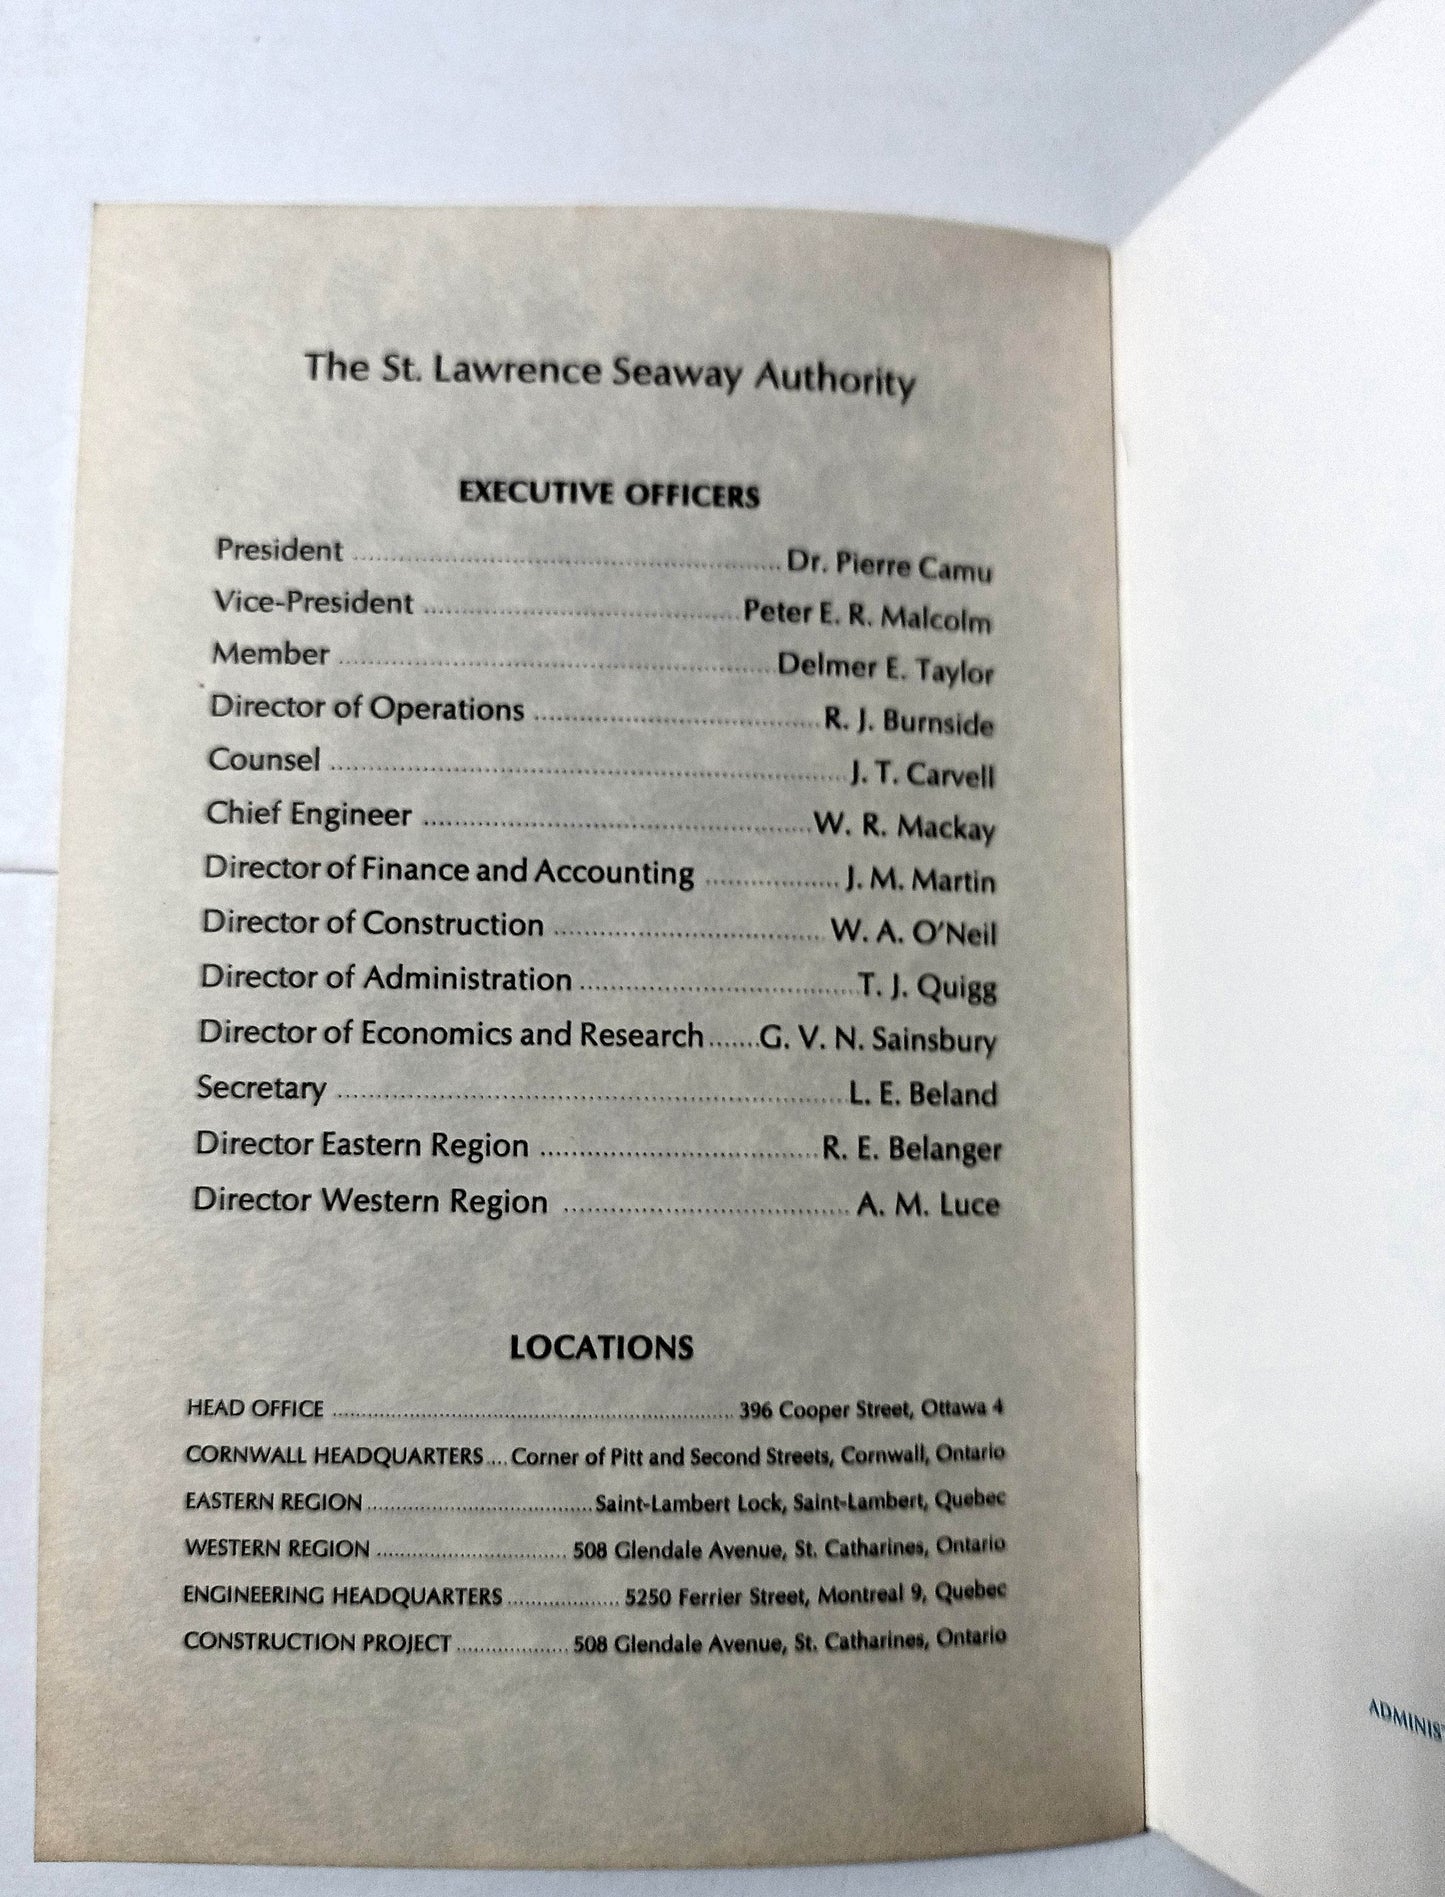 The St. Lawrence Seaway Authority
EXECUTIVE OFFICERS
President ........ Dr. Pierre Camu
Vice-President ........ Peter E. R. Malcolm
Member ........ Delmer E. Taylor
Director of Operations ........ R. J. Burnside
Counsel ........ J. T. Carvell
Chief Engineer ........ W. R. Mackay
Director of Finance and Accounting ........ J. M. Martin
Director of Construction ........ W. A. O'Neil
Director of Administration ........ T. J. Quigg
Director of Economics and Research ....... G. V. N. Sainsbury
Secretary ........ L. E. Beland
Director Eastern Region ........ R. E. Belanger
Director Western Region ........ A. M. Luce
LOCATIONS
HEAD OFFICE ........ 396 Cooper Street, Ottawa 4
CORNWALL HEADQUARTERS .... Corner of Pitt and Second Streets, Cornwall, Ontario
EASTERN REGION ........ Saint-Lambert Lock, Saint-Lambert, Quebec
WESTERN REGION ........ 508 Glendale Avenue, St. Catharines, Ontario
ENGINEERING HEADQUARTERS ........ 5250 Ferrier Street, Montreal 9, Quebec
CONSTRUCTION PROJECT ........ 508 Glendale Avenue, St. Catharines, Ontario